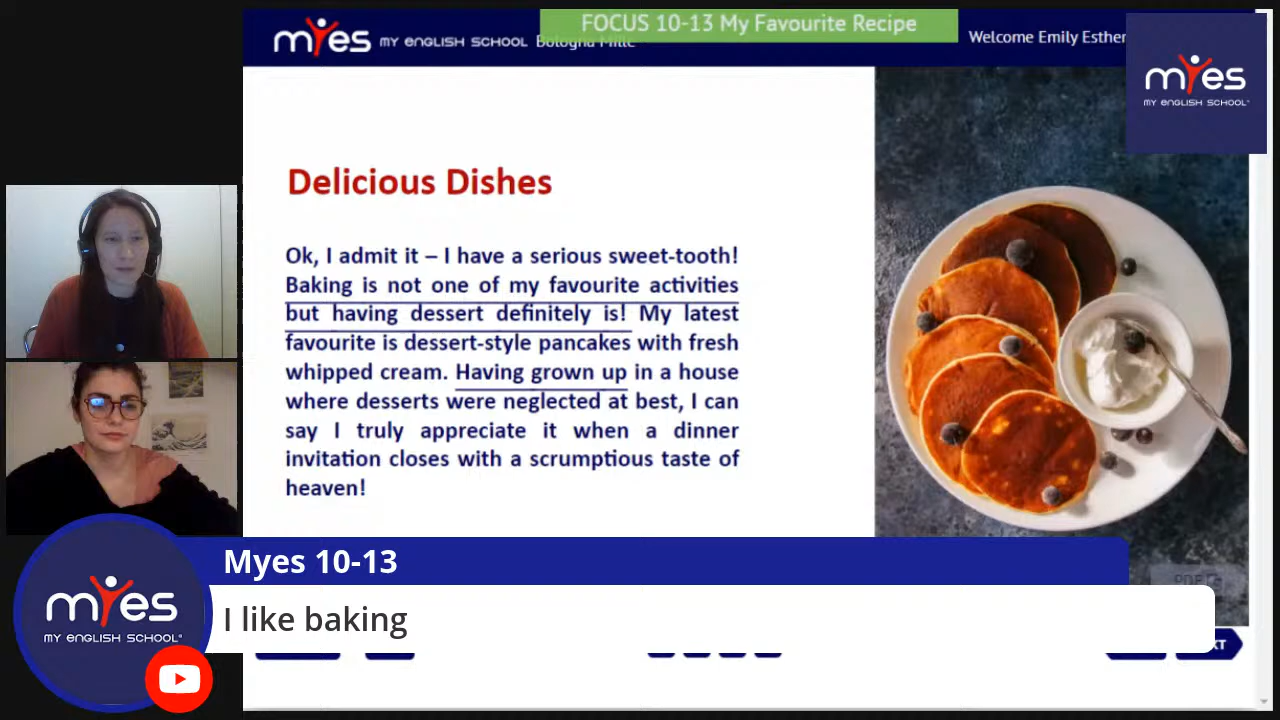 FOCUS 10-13 My Favourite Recipe
myes MY ENGLISH SCHOOL Bologna Mille
Welcome Emily Esther
myes
MY ENGLISH SCHOOL
Delicious Dishes
Ok, I admit it – I have a serious sweet-tooth!
Baking is not one of my favourite activities
but having dessert definitely is! My latest
favourite is dessert-style pancakes with fresh
whipped cream. Having grown up in a house
where desserts were neglected at best, I can
say I truly appreciate it when a dinner
invitation closes with a scrumptious taste of
heaven!
Myes 10-13
I like baking
myes
MY ENGLISH SCHOOL